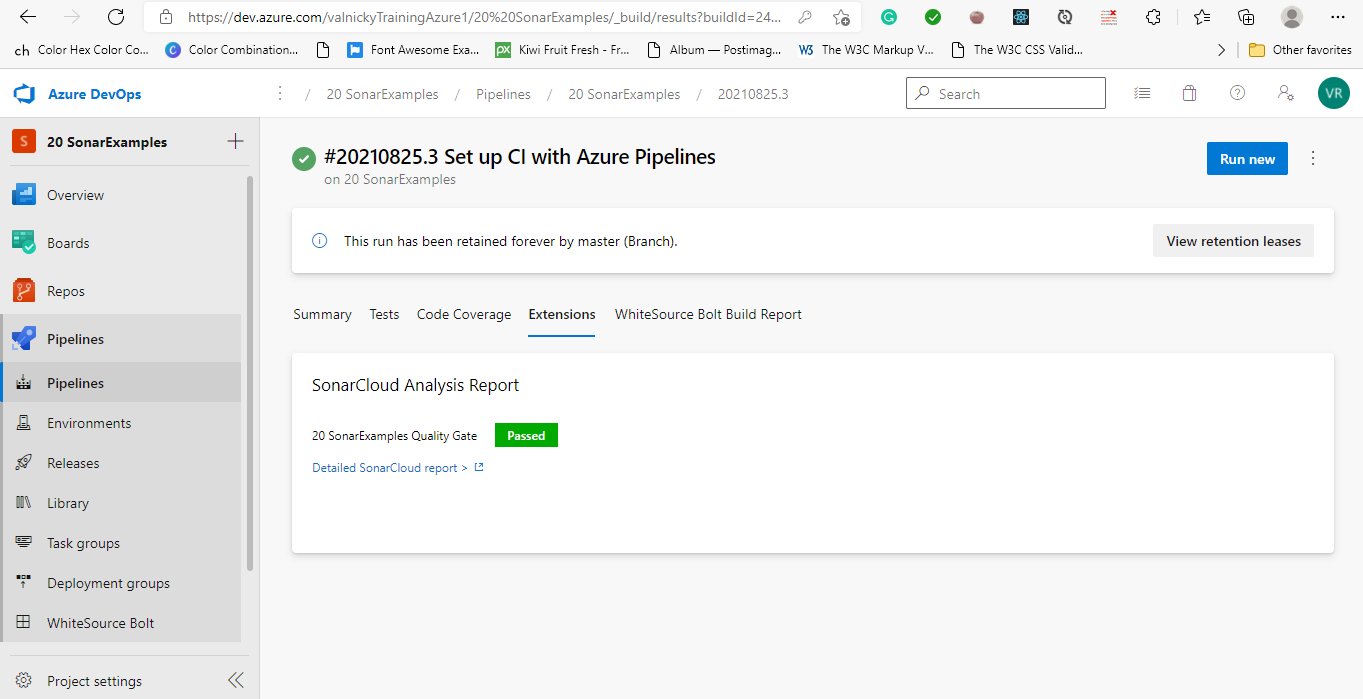 https://dev.azure.com/valnickyTrainingAzure1/20%20SonarExamples/_build/results?buildId=24...
ch Color Hex Color Co...
C Color Combination...
Font Awesome Exa...
px Kiwi Fruit Fresh - Fr...
Album — Postimag...
W3 The W3C Markup V...
The W3C CSS Valid...
Other favorites
Azure DevOps
/ 20 SonarExamples / Pipelines / 20 SonarExamples / 20210825.3
Search
VR
S 20 SonarExamples
Overview
Boards
Repos
Pipelines
Pipelines
Environments
Releases
Library
Task groups
Deployment groups
WhiteSource Bolt
Project settings
#20210825.3 Set up CI with Azure Pipelines
on 20 SonarExamples
Run new
This run has been retained forever by master (Branch).
View retention leases
Summary Tests Code Coverage Extensions WhiteSource Bolt Build Report
SonarCloud Analysis Report
20 SonarExamples Quality Gate Passed
Detailed SonarCloud report >